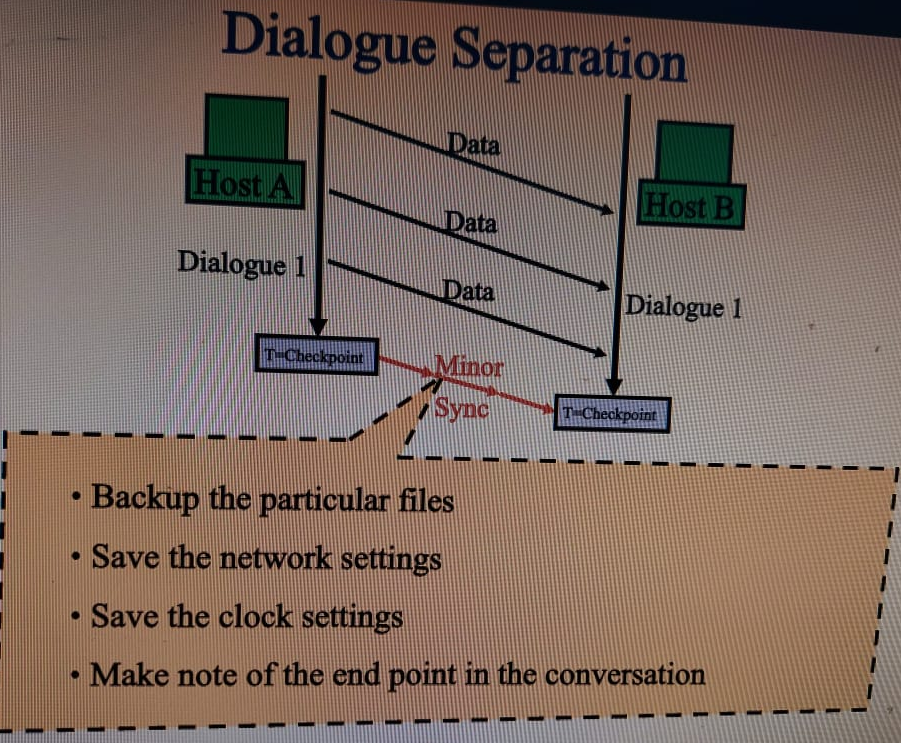 Dialogue Separation
Data
Host A
Host B
Data
Dialogue 1
Data
Dialogue 1
T=Checkpoint
Minor
Sync
T=Checkpoint
• Backup the particular files
• Save the network settings
• Save the clock settings
• Make note of the end point in the conversation